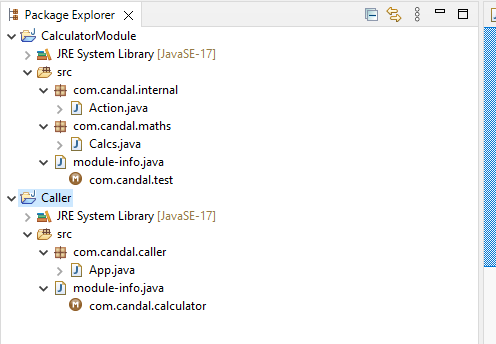 Package Explorer
CalculatorModule
JRE System Library [JavaSE-17]
src
com.candal.internal
Action.java
com.candal.maths
Calcs.java
module-info.java
com.candal.test
Caller
JRE System Library [JavaSE-17]
src
com.candal.caller
App.java
module-info.java
com.candal.calculator